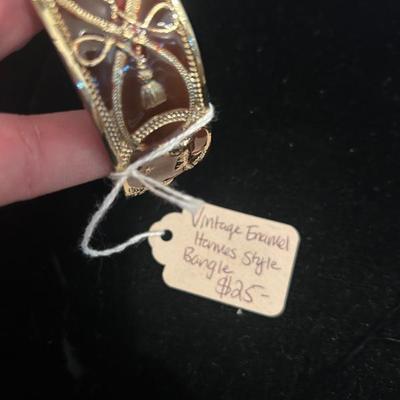 Vintage Enamel
Hermes Style
Bangle
$25-